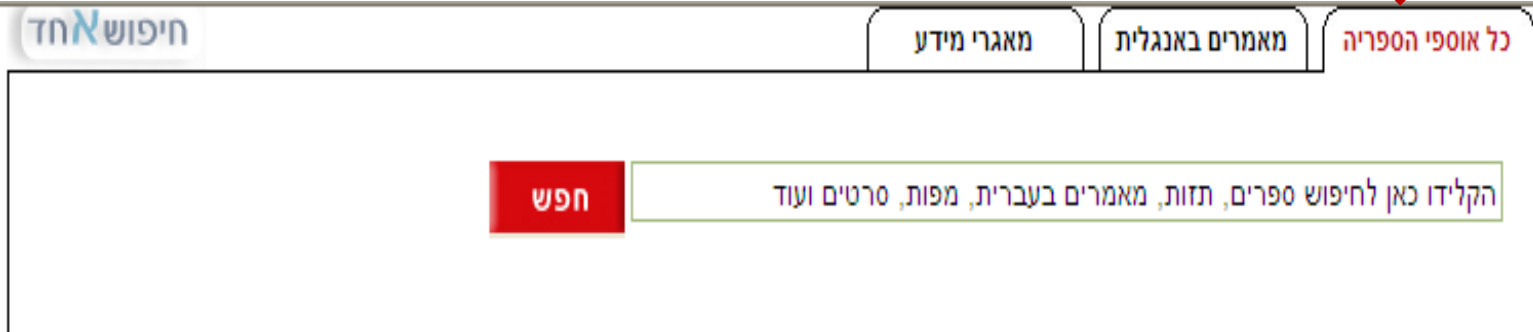 כל אוספי הספריה
מאמרים באנגלית
מאגרי מידע
חיפושאחד
הקלידו כאן לחיפוש ספרים, תזות, מאמרים בעברית, מפות, סרטים ועוד
חפש